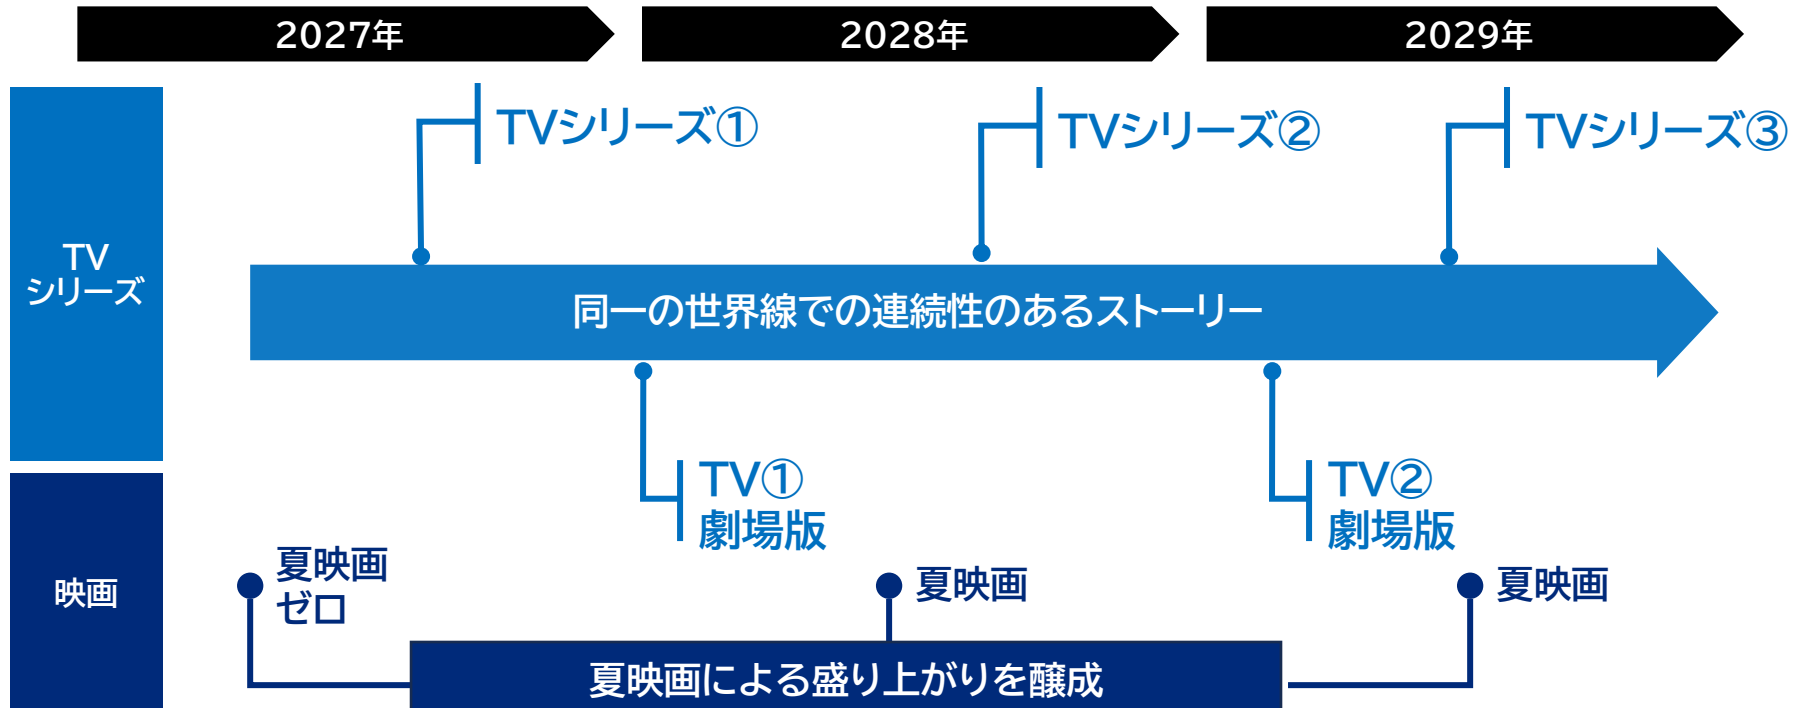 2027年
2028年
2029年
TVシリーズ①
TVシリーズ②
TVシリーズ③
TV
シリーズ
同一の世界線での連続性のあるストーリー
TV①
劇場版
TV②
劇場版
映画
夏映画
ゼロ
夏映画
夏映画
夏映画による盛り上がりを醸成